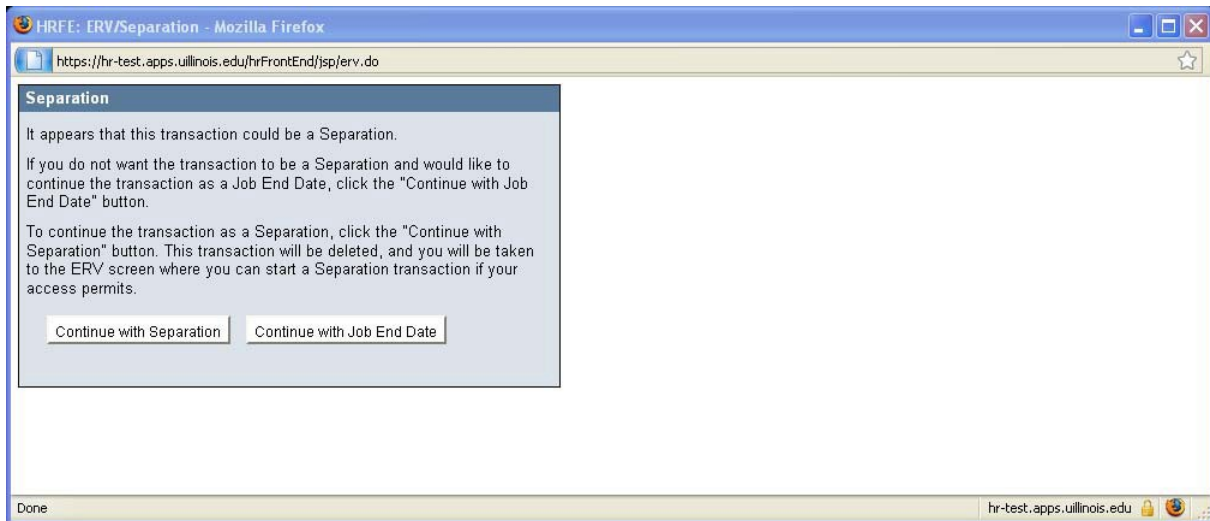 HRFE: ERV/Separation - Mozilla Firefox
https://hr-test.apps.uillinois.edu/hrFrontEnd/jsp/erv.do
Separation
It appears that this transaction could be a Separation.
If you do not want the transaction to be a Separation and would like to
continue the transaction as a Job End Date, click the "Continue with Job
End Date" button.
To continue the transaction as a Separation, click the "Continue with
Separation" button. This transaction will be deleted, and you will be taken
to the ERV screen where you can start a Separation transaction if your
access permits.
Continue with Separation Continue with Job End Date
Done hr-test.apps.uillinois.edu